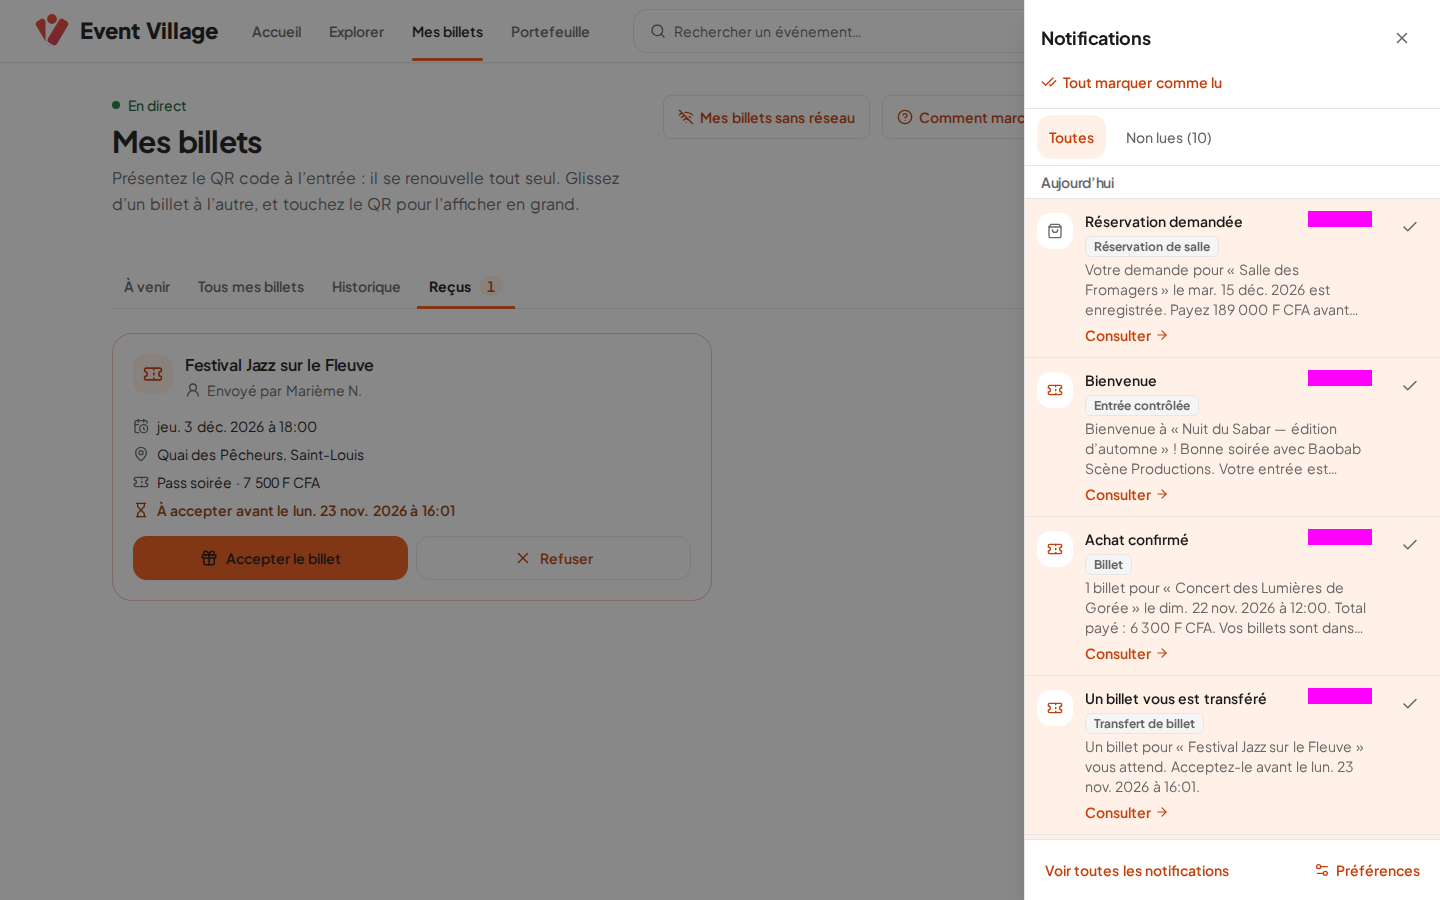 Event Village
Accueil
Explorer
Mes billets
Portefeuille
Rechercher un événement…
En direct
Mes billets
Présentez le QR code à l'entrée : il se renouvelle tout seul. Glissez
d'un billet à l'autre, et touchez le QR pour l'afficher en grand.
Mes billets sans réseau
Comment marc
À venir
Tous mes billets
Historique
Reçus 1
Festival Jazz sur le Fleuve
Envoyé par Marième N.
jeu. 3 déc. 2026 à 18:00
Quai des Pêcheurs, Saint-Louis
Pass soirée · 7 500 F CFA
À accepter avant le lun. 23 nov. 2026 à 16:01
Accepter le billet
Refuser
Notifications
Tout marquer comme lu
Toutes
Non lues (10)
Aujourd'hui
Réservation demandée
Réservation de salle
Votre demande pour « Salle des
Fromagers » le mar. 15 déc. 2026 est
enregistrée. Payez 189 000 F CFA avant…
Consulter
Bienvenue
Entrée contrôlée
Bienvenue à « Nuit du Sabar — édition
d'automne » ! Bonne soirée avec Baobab
Scène Productions. Votre entrée est…
Consulter
Achat confirmé
Billet
1 billet pour « Concert des Lumières de
Gorée » le dim. 22 nov. 2026 à 12:00. Total
payé : 6 300 F CFA. Vos billets sont dans…
Consulter
Un billet vous est transféré
Transfert de billet
Un billet pour « Festival Jazz sur le Fleuve »
vous attend. Acceptez-le avant le lun. 23
nov. 2026 à 16:01.
Consulter
Voir toutes les notifications
Préférences